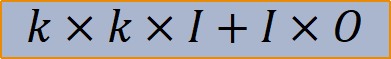 k × k × I + I × O